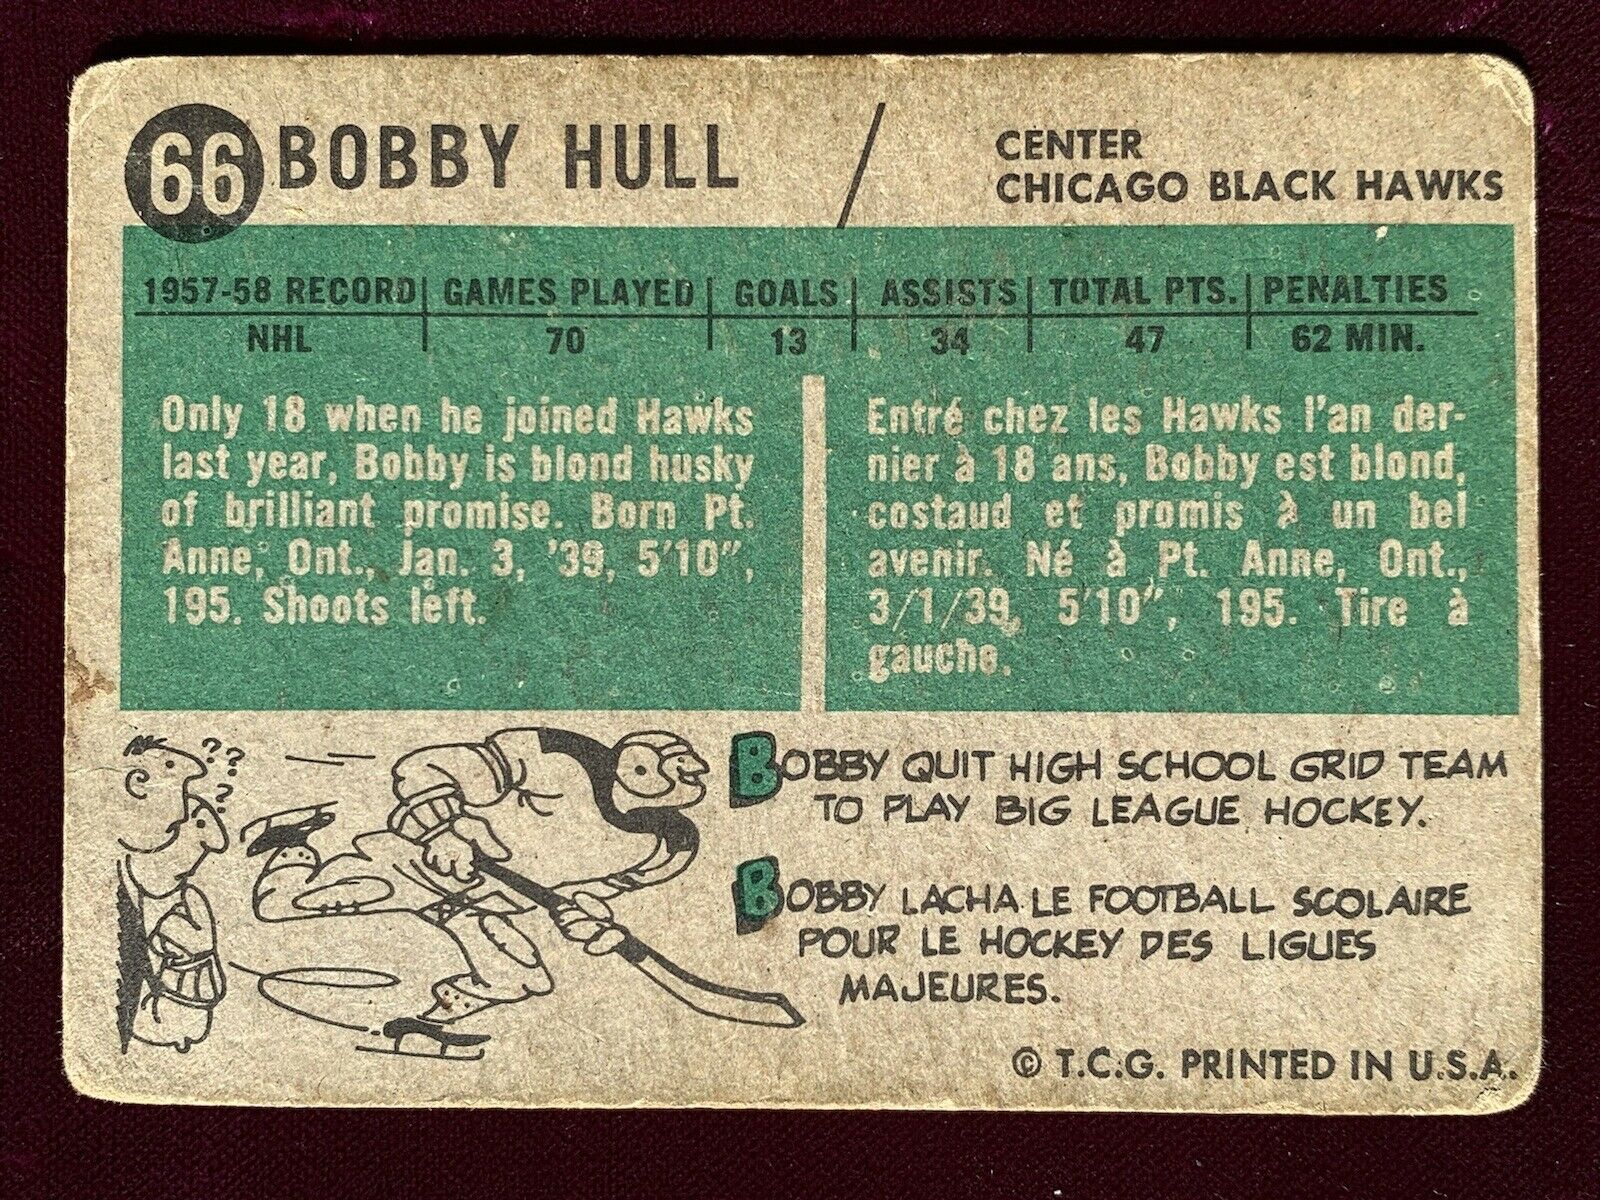 66 BOBBY HULL
CENTER
CHICAGO BLACK HAWKS
1957-58 RECORD GAMES PLAYED GOALS ASSISTS TOTAL PTS. PENALTIES
NHL 70 13 34 47 62 MIN.
Only 18 when he joined Hawks
last year, Bobby is blond husky
of brilliant promise. Born Pt.
Anne, Ont., Jan. 3, '39, 5'10",
195. Shoots left.
Entré chez les Hawks l'an der-
nier à 18 ans, Bobby est blond,
costaud et promis à un bel
avenir. Né à Pt. Anne, Ont.,
3/1/39, 5'10", 195. Tire à
gauche.
???
?
BOBBY QUIT HIGH SCHOOL GRID TEAM
TO PLAY BIG LEAGUE HOCKEY.
BOBBY LACHA LE FOOTBALL SCOLAIRE
POUR LE HOCKEY DES LIGUES
MAJEURES.
© T.C.G. PRINTED IN U.S.A.